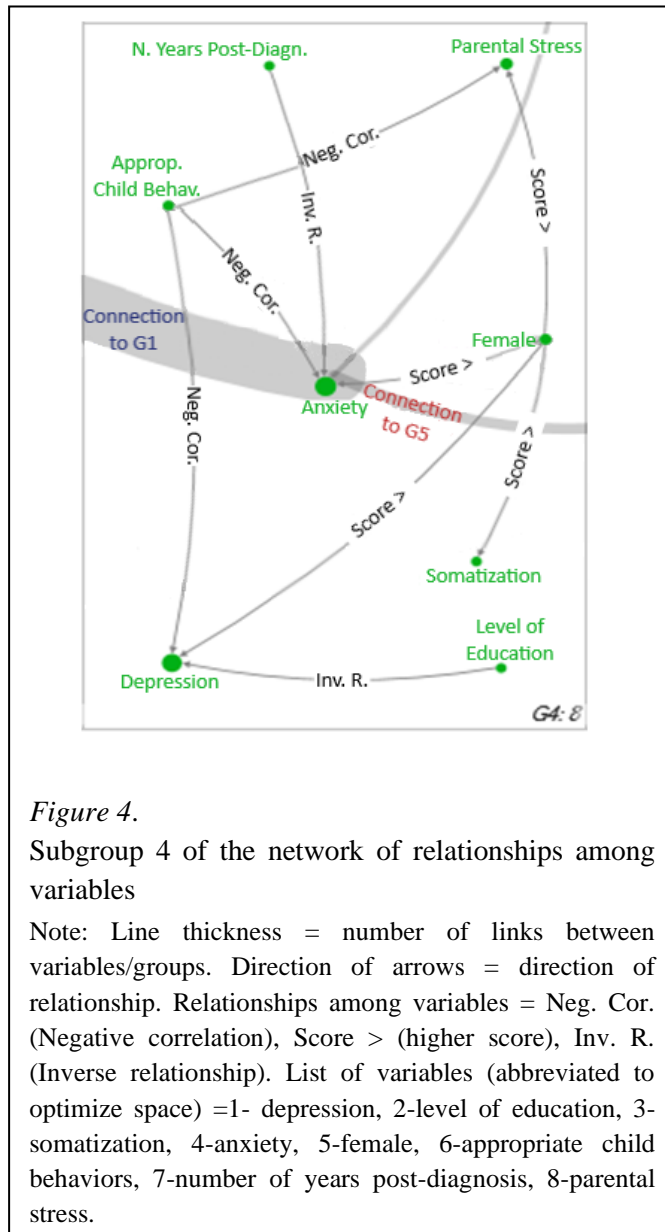 N. Years Post-Diagn.
Parental Stress
Neg. Cor.
Approp.
Child Behav.
Score >
Inv. R.
Neg. Cor.
Connection
to G1
Female
Score >
Anxiety
Connection
to G5
Neg. Cor.
Score >
Score >
Somatization
Level of
Education
Depression
Inv. R.
G4: 8
Figure 4.
Subgroup 4 of the network of relationships among
variables
Note: Line thickness = number of links between
variables/groups. Direction of arrows = direction of
relationship. Relationships among variables = Neg. Cor.
(Negative correlation), Score > (higher score), Inv. R.
(Inverse relationship). List of variables (abbreviated to
optimize space) =1- depression, 2-level of education, 3-
somatization, 4-anxiety, 5-female, 6-appropriate child
behaviors, 7-number of years post-diagnosis, 8-parental
stress.